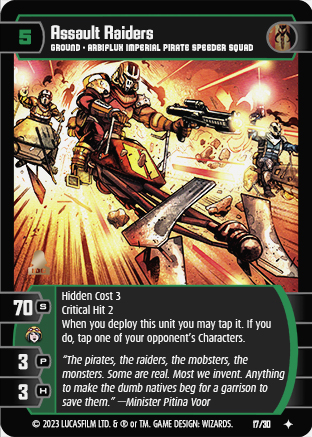 5
Assault Raiders
GROUND • ARBIFLUX IMPERIAL PIRATE SPEEDER SQUAD
70 S
3 P
3 H
Hidden Cost 3
Critical Hit 2
When you deploy this unit you may tap it. If you
do, tap one of your opponent's Characters.
"The pirates, the raiders, the mobsters, the
monsters. Some are real. Most we invent. Anything
to make the dumb natives beg for a garrison to
save them." —Minister Pitina Voor
© 2023 LUCASFILM LTD. & ® or TM. GAME DESIGN: WIZARDS.
17/30